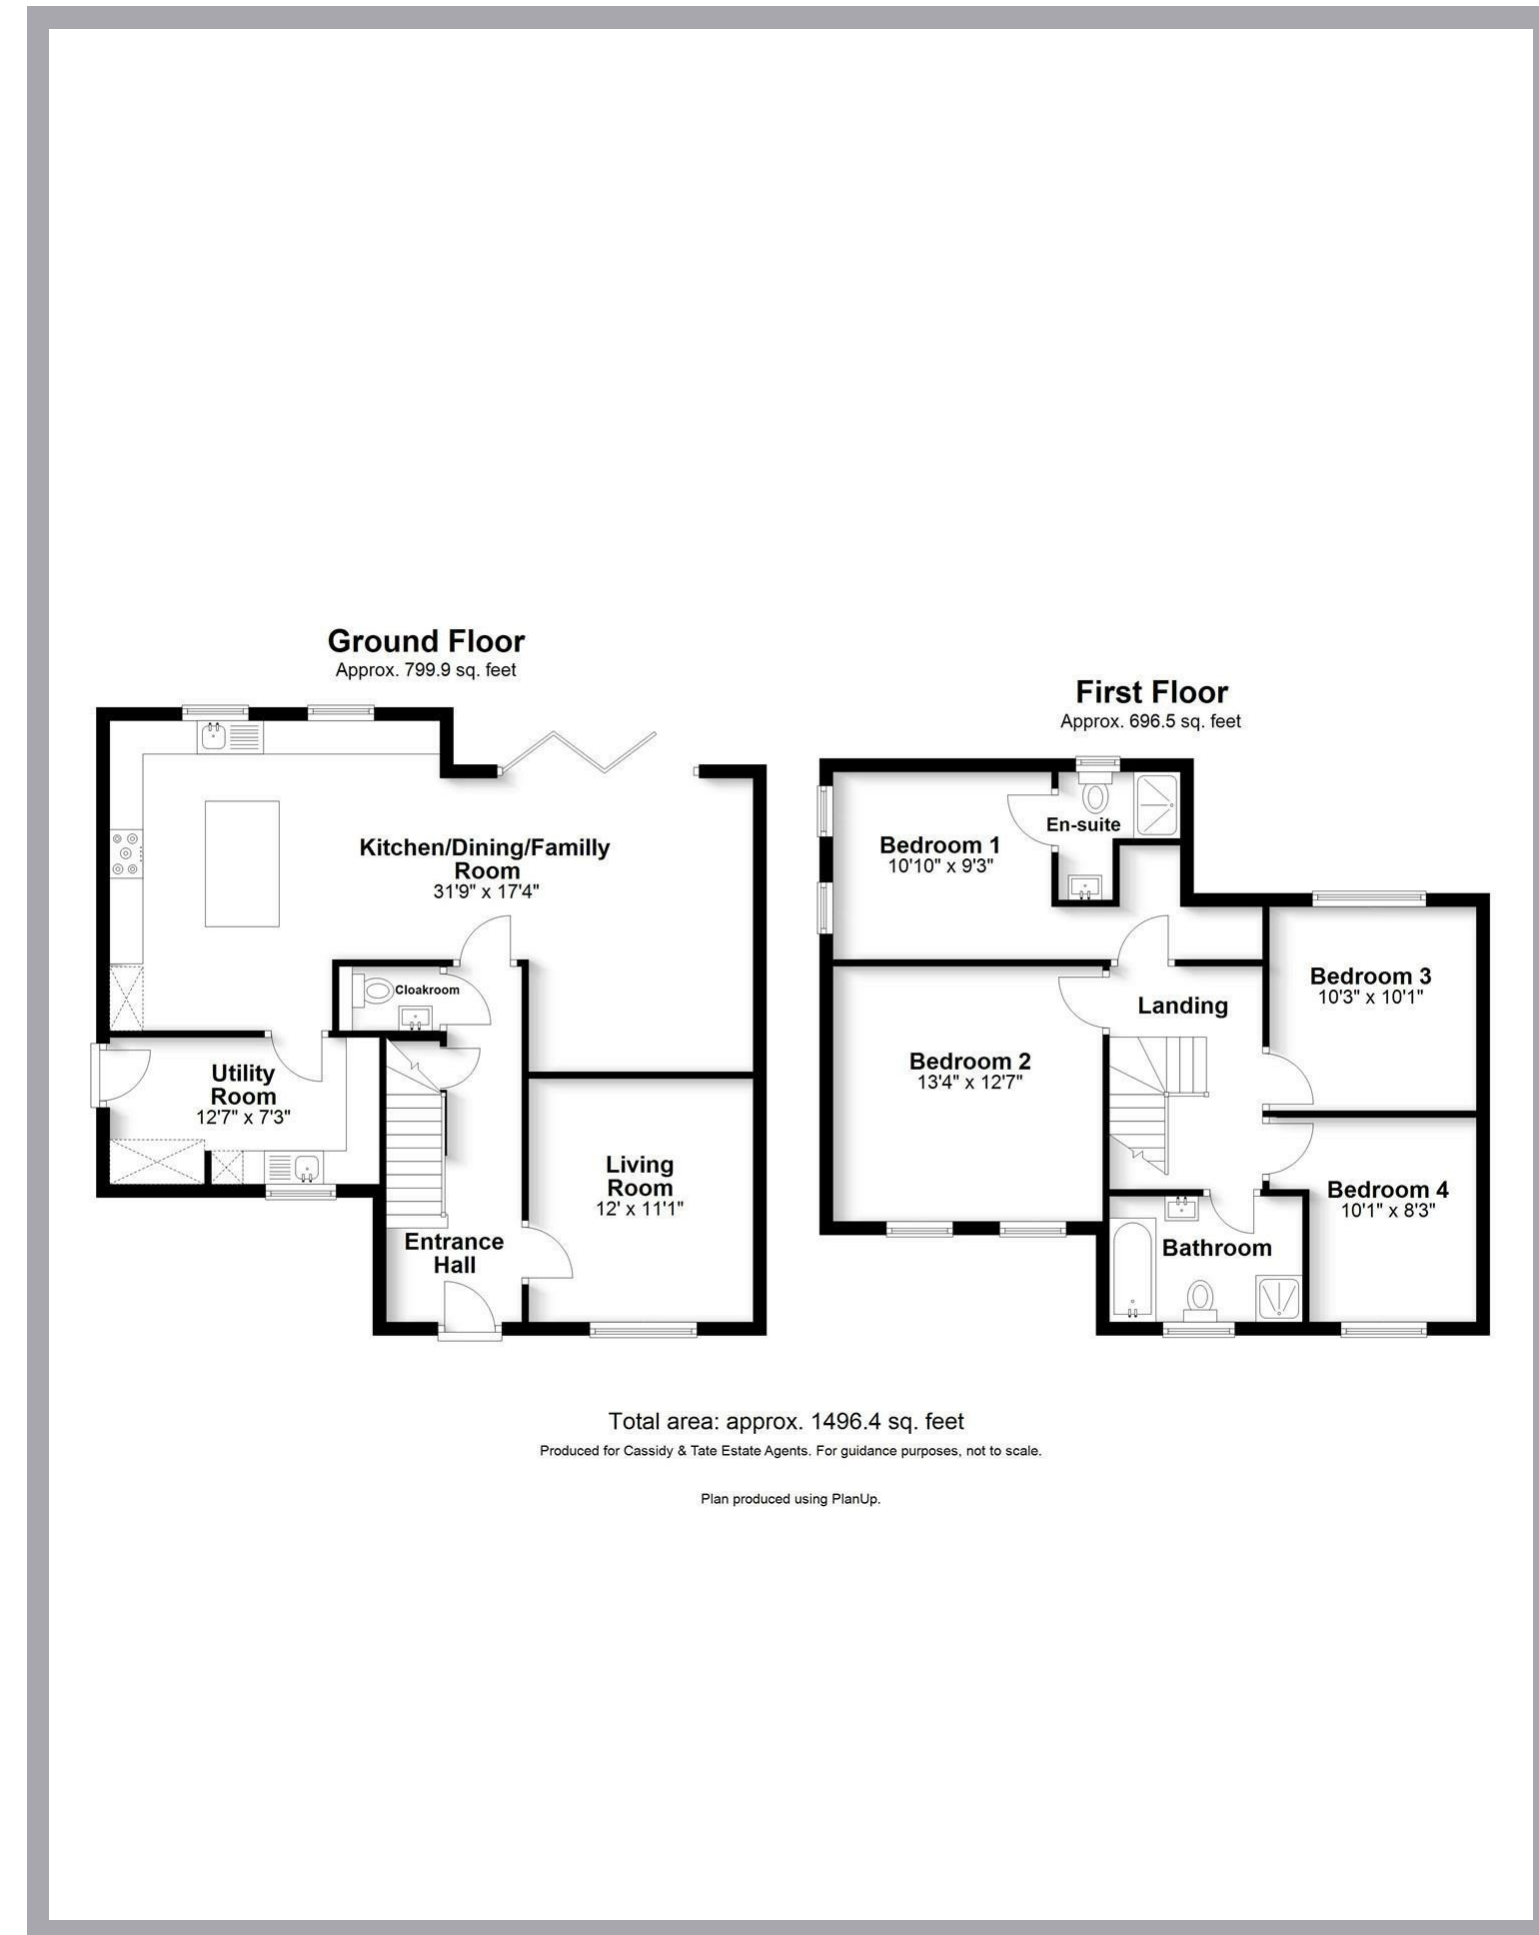 Ground Floor
Approx. 799.9 sq. feet
Kitchen/Dining/Familly
Room
31'9" x 17'4"
Cloakroom
Utility
Room
12'7" x 7'3"
Living
Room
12' x 11'1"
Entrance
Hall
First Floor
Approx. 696.5 sq. feet
Bedroom 1
10'10" x 9'3"
En-suite
Bedroom 3
10'3" x 10'1"
Landing
Bedroom 2
13'4" x 12'7"
Bedroom 4
10'1" x 8'3"
Bathroom
Total area: approx. 1496.4 sq. feet
Produced for Cassidy & Tate Estate Agents. For guidance purposes, not to scale.
Plan produced using PlanUp.